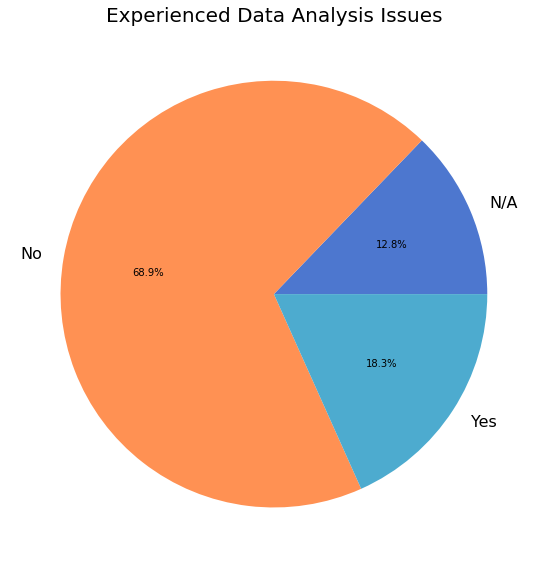 Experienced Data Analysis Issues
N/A
12.8%
No
68.9%
18.3%
Yes